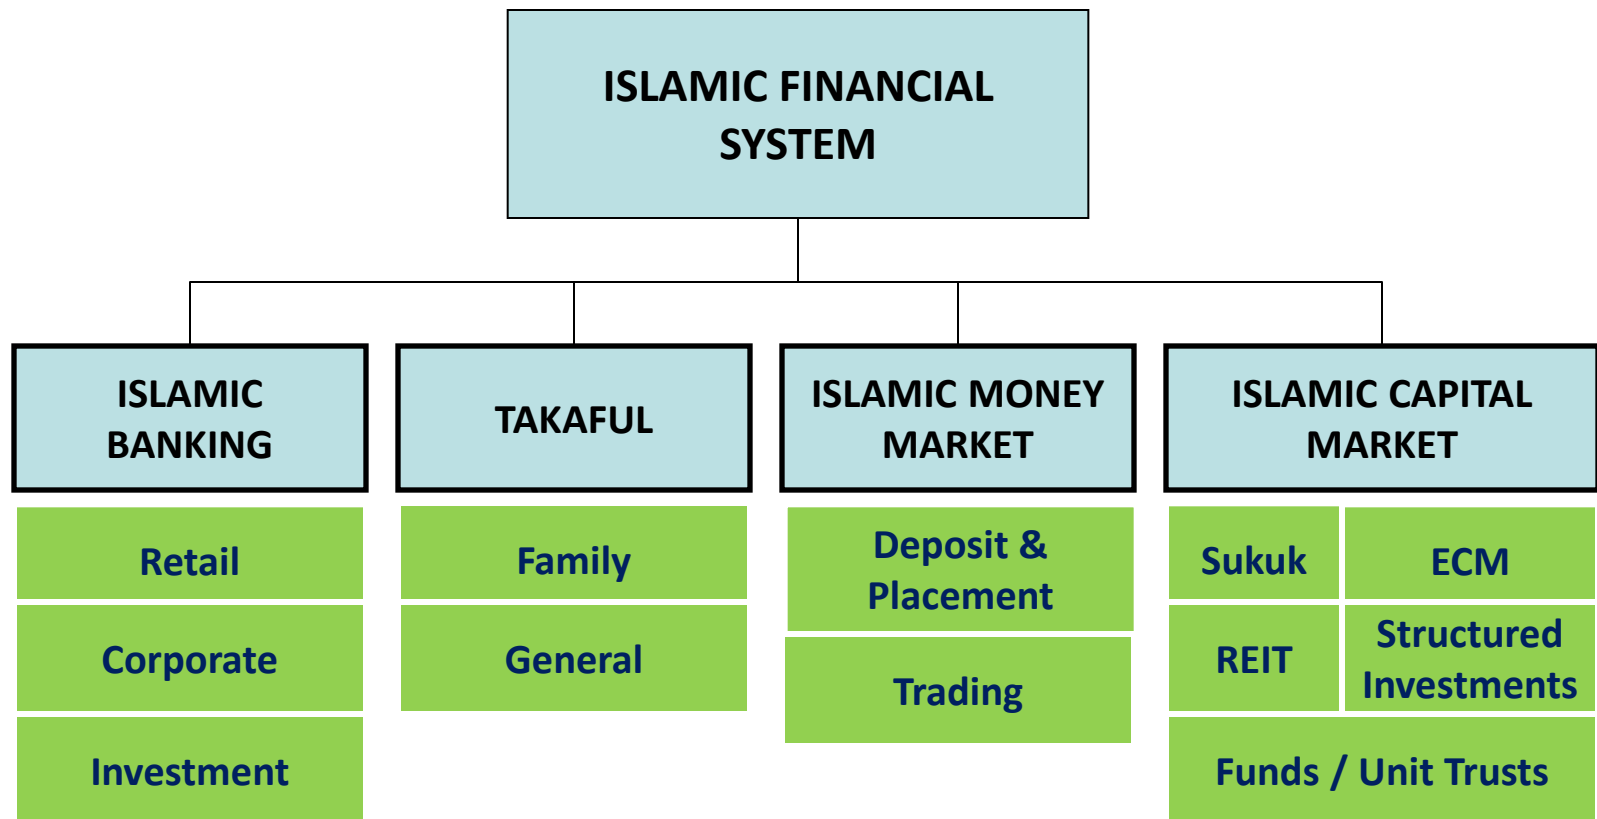 ISLAMIC FINANCIAL
SYSTEM
ISLAMIC
BANKING
TAKAFUL
ISLAMIC MONEY
MARKET
ISLAMIC CAPITAL
MARKET
Retail
Corporate
Investment
Family
General
Deposit &
Placement
Trading
Sukuk
ECM
REIT
Structured
Investments
Funds / Unit Trusts